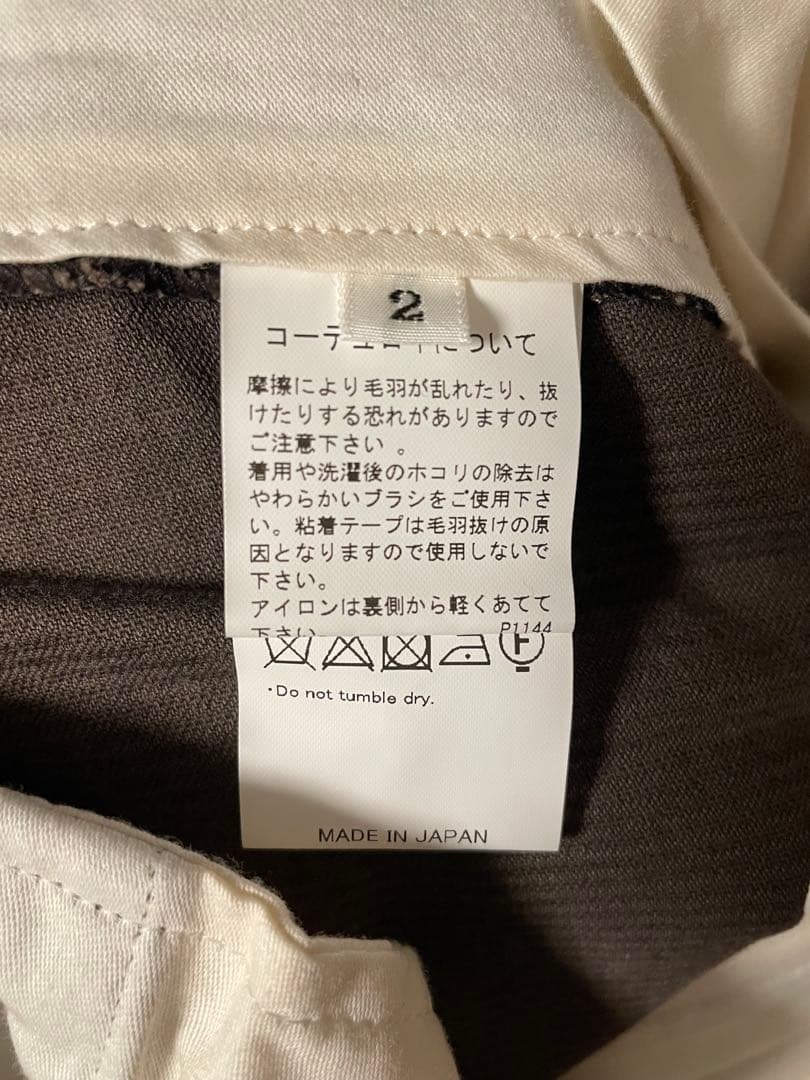 2
コーデュロイについて
摩擦により毛羽が乱れたり、抜
けたりする恐れがありますので
ご注意下さい 。
着用や洗濯後のホコリの除去は
やわらかいブラシをご使用下さ
い。粘着テープは毛羽抜けの原
因となりますので使用しないで
下さい。
アイロンは裏側から軽くあてて
下さい
P1144
・Do not tumble dry.
MADE IN JAPAN